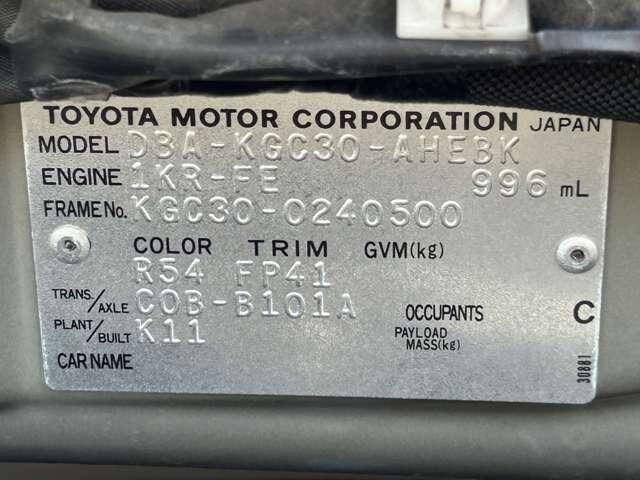 TOYOTA MOTOR CORPORATION JAPAN
MODEL DBA-KGC30-AHEBK
ENGINE 1KR-FE 996 mL
FRAME No. KGC30-0240500
COLOR TRIM GVM(kg)
R54 FP41
TRANS./AXLE C0B-B101A OCCUPANTS C
PLANT/BUILT K11 PAYLOAD MASS(kg)
CAR NAME
30881